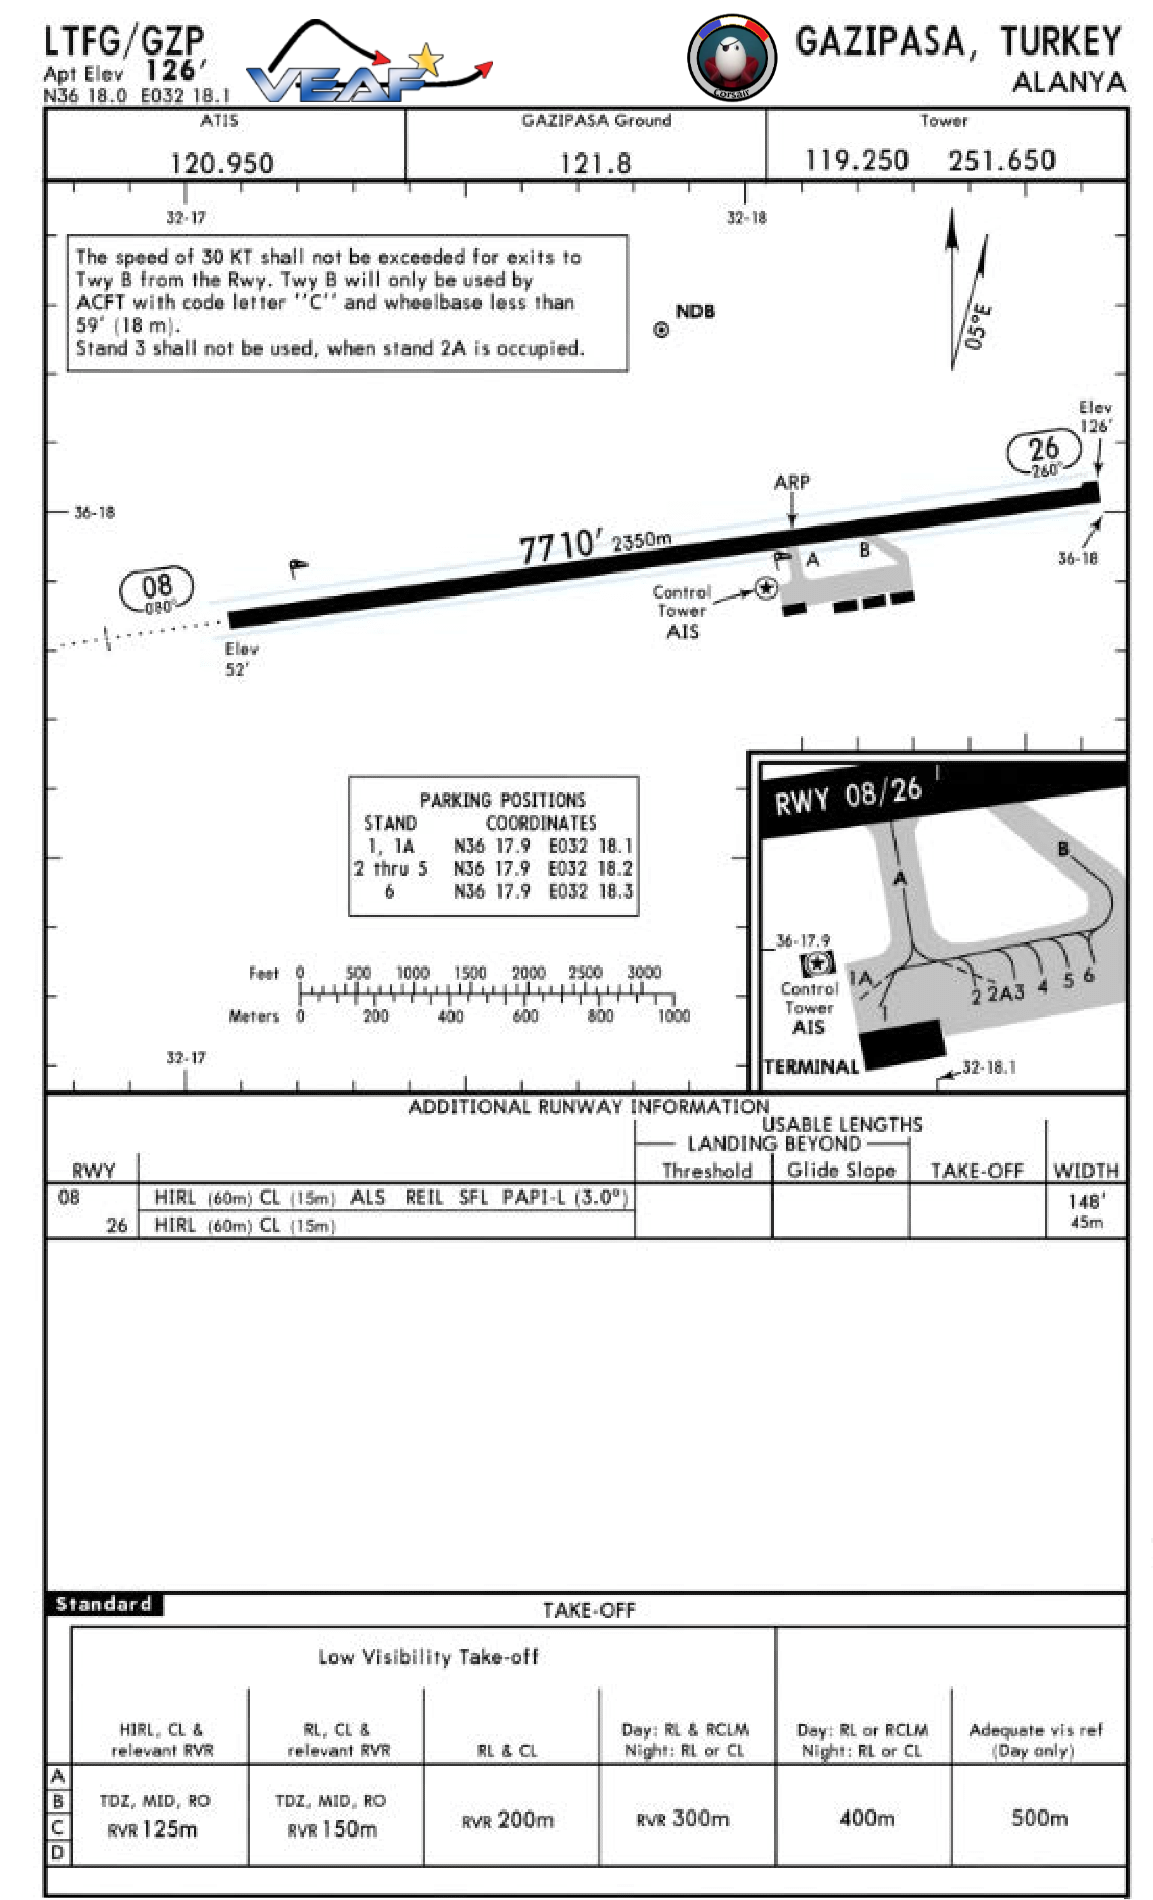 LTFG/GZP
Apt Elev 126'
N36 18.0 E032 18.1
VEAF
Corsair
GAZIPASA, TURKEY
ALANYA
ATIS
120.950
GAZIPASA Ground
121.8
Tower
119.250 251.650
32-17
32-18
The speed of 30 KT shall not be exceeded for exits to
Twy B from the Rwy. Twy B will only be used by
ACFT with code letter ''C'' and wheelbase less than
59' (18 m).
Stand 3 shall not be used, when stand 2A is occupied.
NDB
05°E
Elev
126'
26
260°
ARP
36-18
7710' 2350m
A
B
36-18
08
080°
Control
Tower
AIS
Elev
52'
PARKING POSITIONS
STAND COORDINATES
1, 1A N36 17.9 E032 18.1
2 thru 5 N36 17.9 E032 18.2
6 N36 17.9 E032 18.3
Feet 0 500 1000 1500 2000 2500 3000
Meters 0 200 400 600 800 1000
32-17
RWY 08/26
B
A
36-17.9
Control
Tower
AIS
1A
1
2 2A 3 4 5 6
TERMINAL
32-18.1
ADDITIONAL RUNWAY INFORMATION
USABLE LENGTHS
LANDING BEYOND
RWY Threshold Glide Slope TAKE-OFF WIDTH
08 HIRL (60m) CL (15m) ALS REIL SFL PAPI-L (3.0°)
26 HIRL (60m) CL (15m)
148'
45m
Standard
TAKE-OFF
Low Visibility Take-off
HIRL, CL &
relevant RVR
RL, CL &
relevant RVR
RL & CL
Day: RL & RCLM
Night: RL or CL
Day: RL or RCLM
Night: RL or CL
Adequate vis ref
(Day only)
A
B
C
D
TDZ, MID, RO
RVR 125m
TDZ, MID, RO
RVR 150m
RVR 200m
RVR 300m
400m
500m